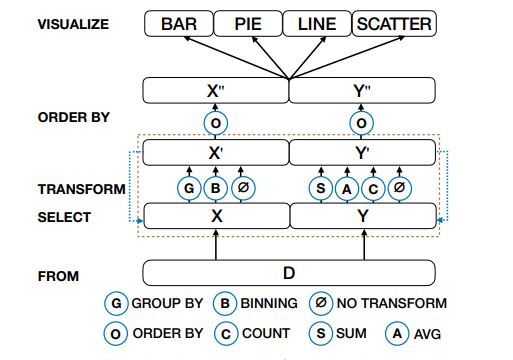 VISUALIZE BAR PIE LINE SCATTER
X" Y"
ORDER BY O O
X' Y'
TRANSFORM G B Ø S A C Ø
SELECT X Y
FROM D
G GROUP BY B BINNING Ø NO TRANSFORM
O ORDER BY C COUNT S SUM A AVG